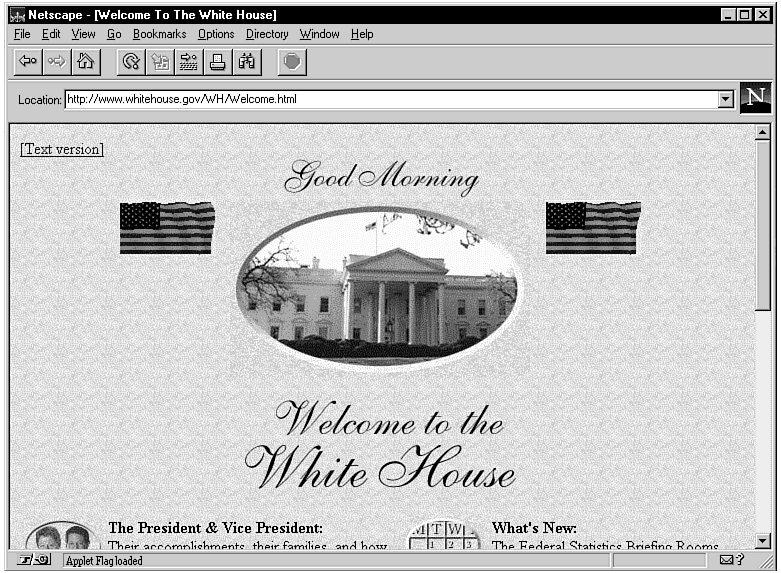 Netscape - [Welcome To The White House]
File Edit View Go Bookmarks Options Directory Window Help
Location: http://www.whitehouse.gov/WH/Welcome.html
N
[Text version]
Good Morning
Welcome to the
White House
M T W
1 2 3
The President & Vice President:
Their accomplishments, their families, and how
What's New:
The Federal Statistics Briefing Rooms
Applet Flag loaded
?